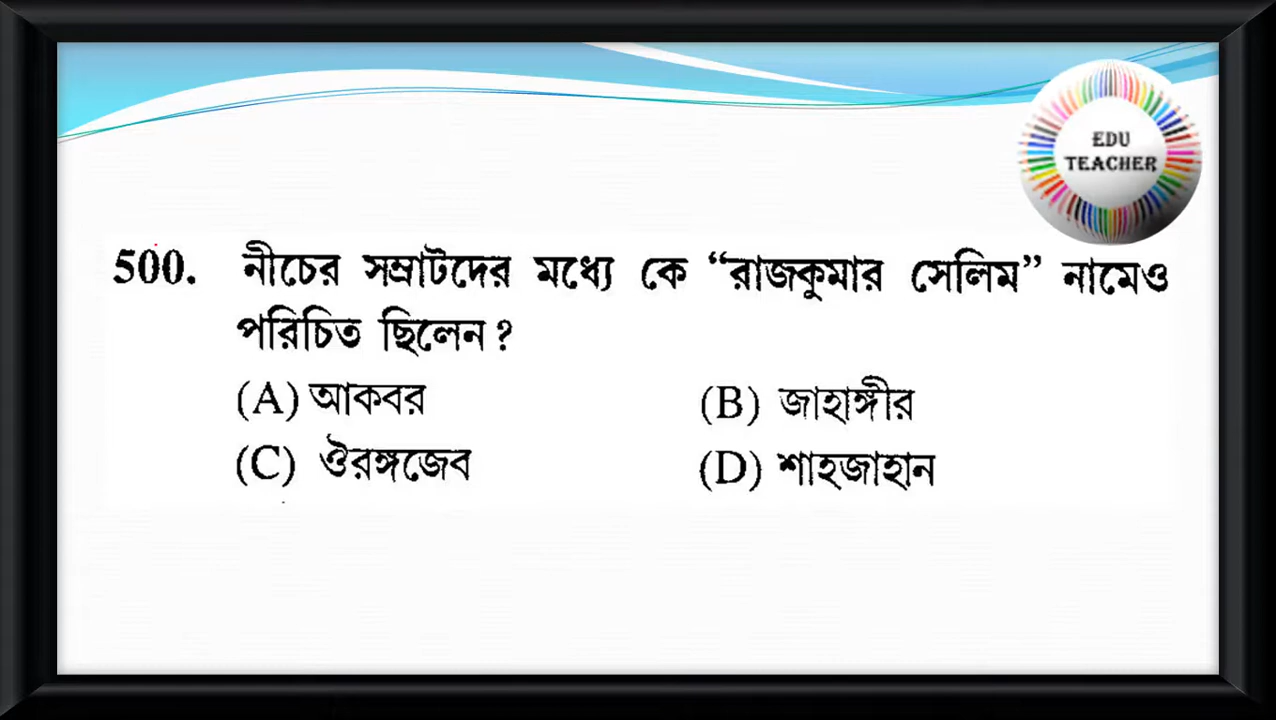 EDU
TEACHER
500. নীচের সম্রাটদের মধ্যে কে “রাজকুমার সেলিম” নামেও
পরিচিত ছিলেন?
(A) আকবর (B) জাহাঙ্গীর
(C) ঔরঙ্গজেব (D) শাহজাহান